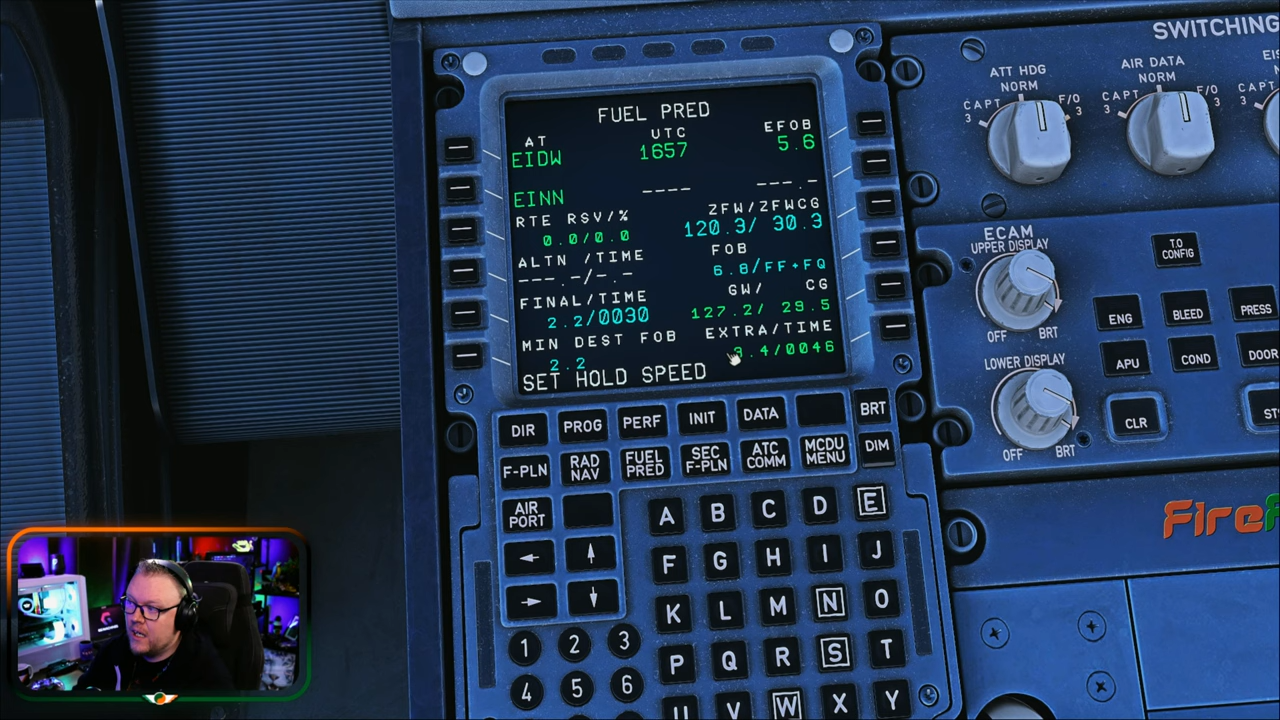 FUEL PRED
AT UTC EFOB
EIDW 1657 5.6
EINN ---- ---.-
RTE RSV/% ZFW/ZFWCG
0.0/0.0 120.3/ 30.3
ALTN /TIME FOB
---.-/-.- 6.8/FF+FQ
FINAL/TIME GW/ CG
2.2/0030 127.2/ 29.5
MIN DEST FOB EXTRA/TIME
2.2 3.4/0046
SET HOLD SPEED
DIR PROG PERF INIT DATA BRT
F-PLN RAD NAV FUEL PRED SEC F-PLN ATC COMM MCDU MENU DIM
AIR PORT
A B C D E
F G H I J
K L M N O
P Q R S T
U V W X Y
1 2 3
4 5 6
SWITCHING
ATT HDG
NORM
CAPT 3 F/O 3
AIR DATA
NORM
CAPT 3 F/O 3
CAPT 3
ECAM
UPPER DISPLAY
OFF BRT
LOWER DISPLAY
OFF BRT
T.O CONFIG
ENG BLEED PRESS
APU COND DOOR
CLR